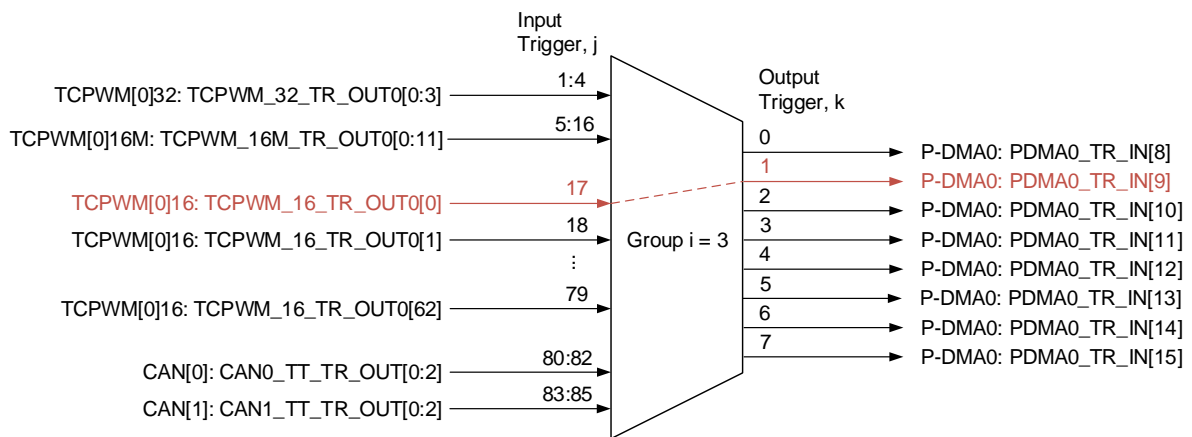 Input
Trigger, j
Output
Trigger, k
TCPWM[0]32: TCPWM_32_TR_OUT0[0:3]
1:4
TCPWM[0]16M: TCPWM_16M_TR_OUT0[0:11]
5:16
TCPWM[0]16: TCPWM_16_TR_OUT0[0]
17
TCPWM[0]16: TCPWM_16_TR_OUT0[1]
18
⋮
TCPWM[0]16: TCPWM_16_TR_OUT0[62]
79
CAN[0]: CAN0_TT_TR_OUT[0:2]
80:82
CAN[1]: CAN1_TT_TR_OUT[0:2]
83:85
Group i = 3
0
P-DMA0: PDMA0_TR_IN[8]
1
P-DMA0: PDMA0_TR_IN[9]
2
P-DMA0: PDMA0_TR_IN[10]
3
P-DMA0: PDMA0_TR_IN[11]
4
P-DMA0: PDMA0_TR_IN[12]
5
P-DMA0: PDMA0_TR_IN[13]
6
P-DMA0: PDMA0_TR_IN[14]
7
P-DMA0: PDMA0_TR_IN[15]